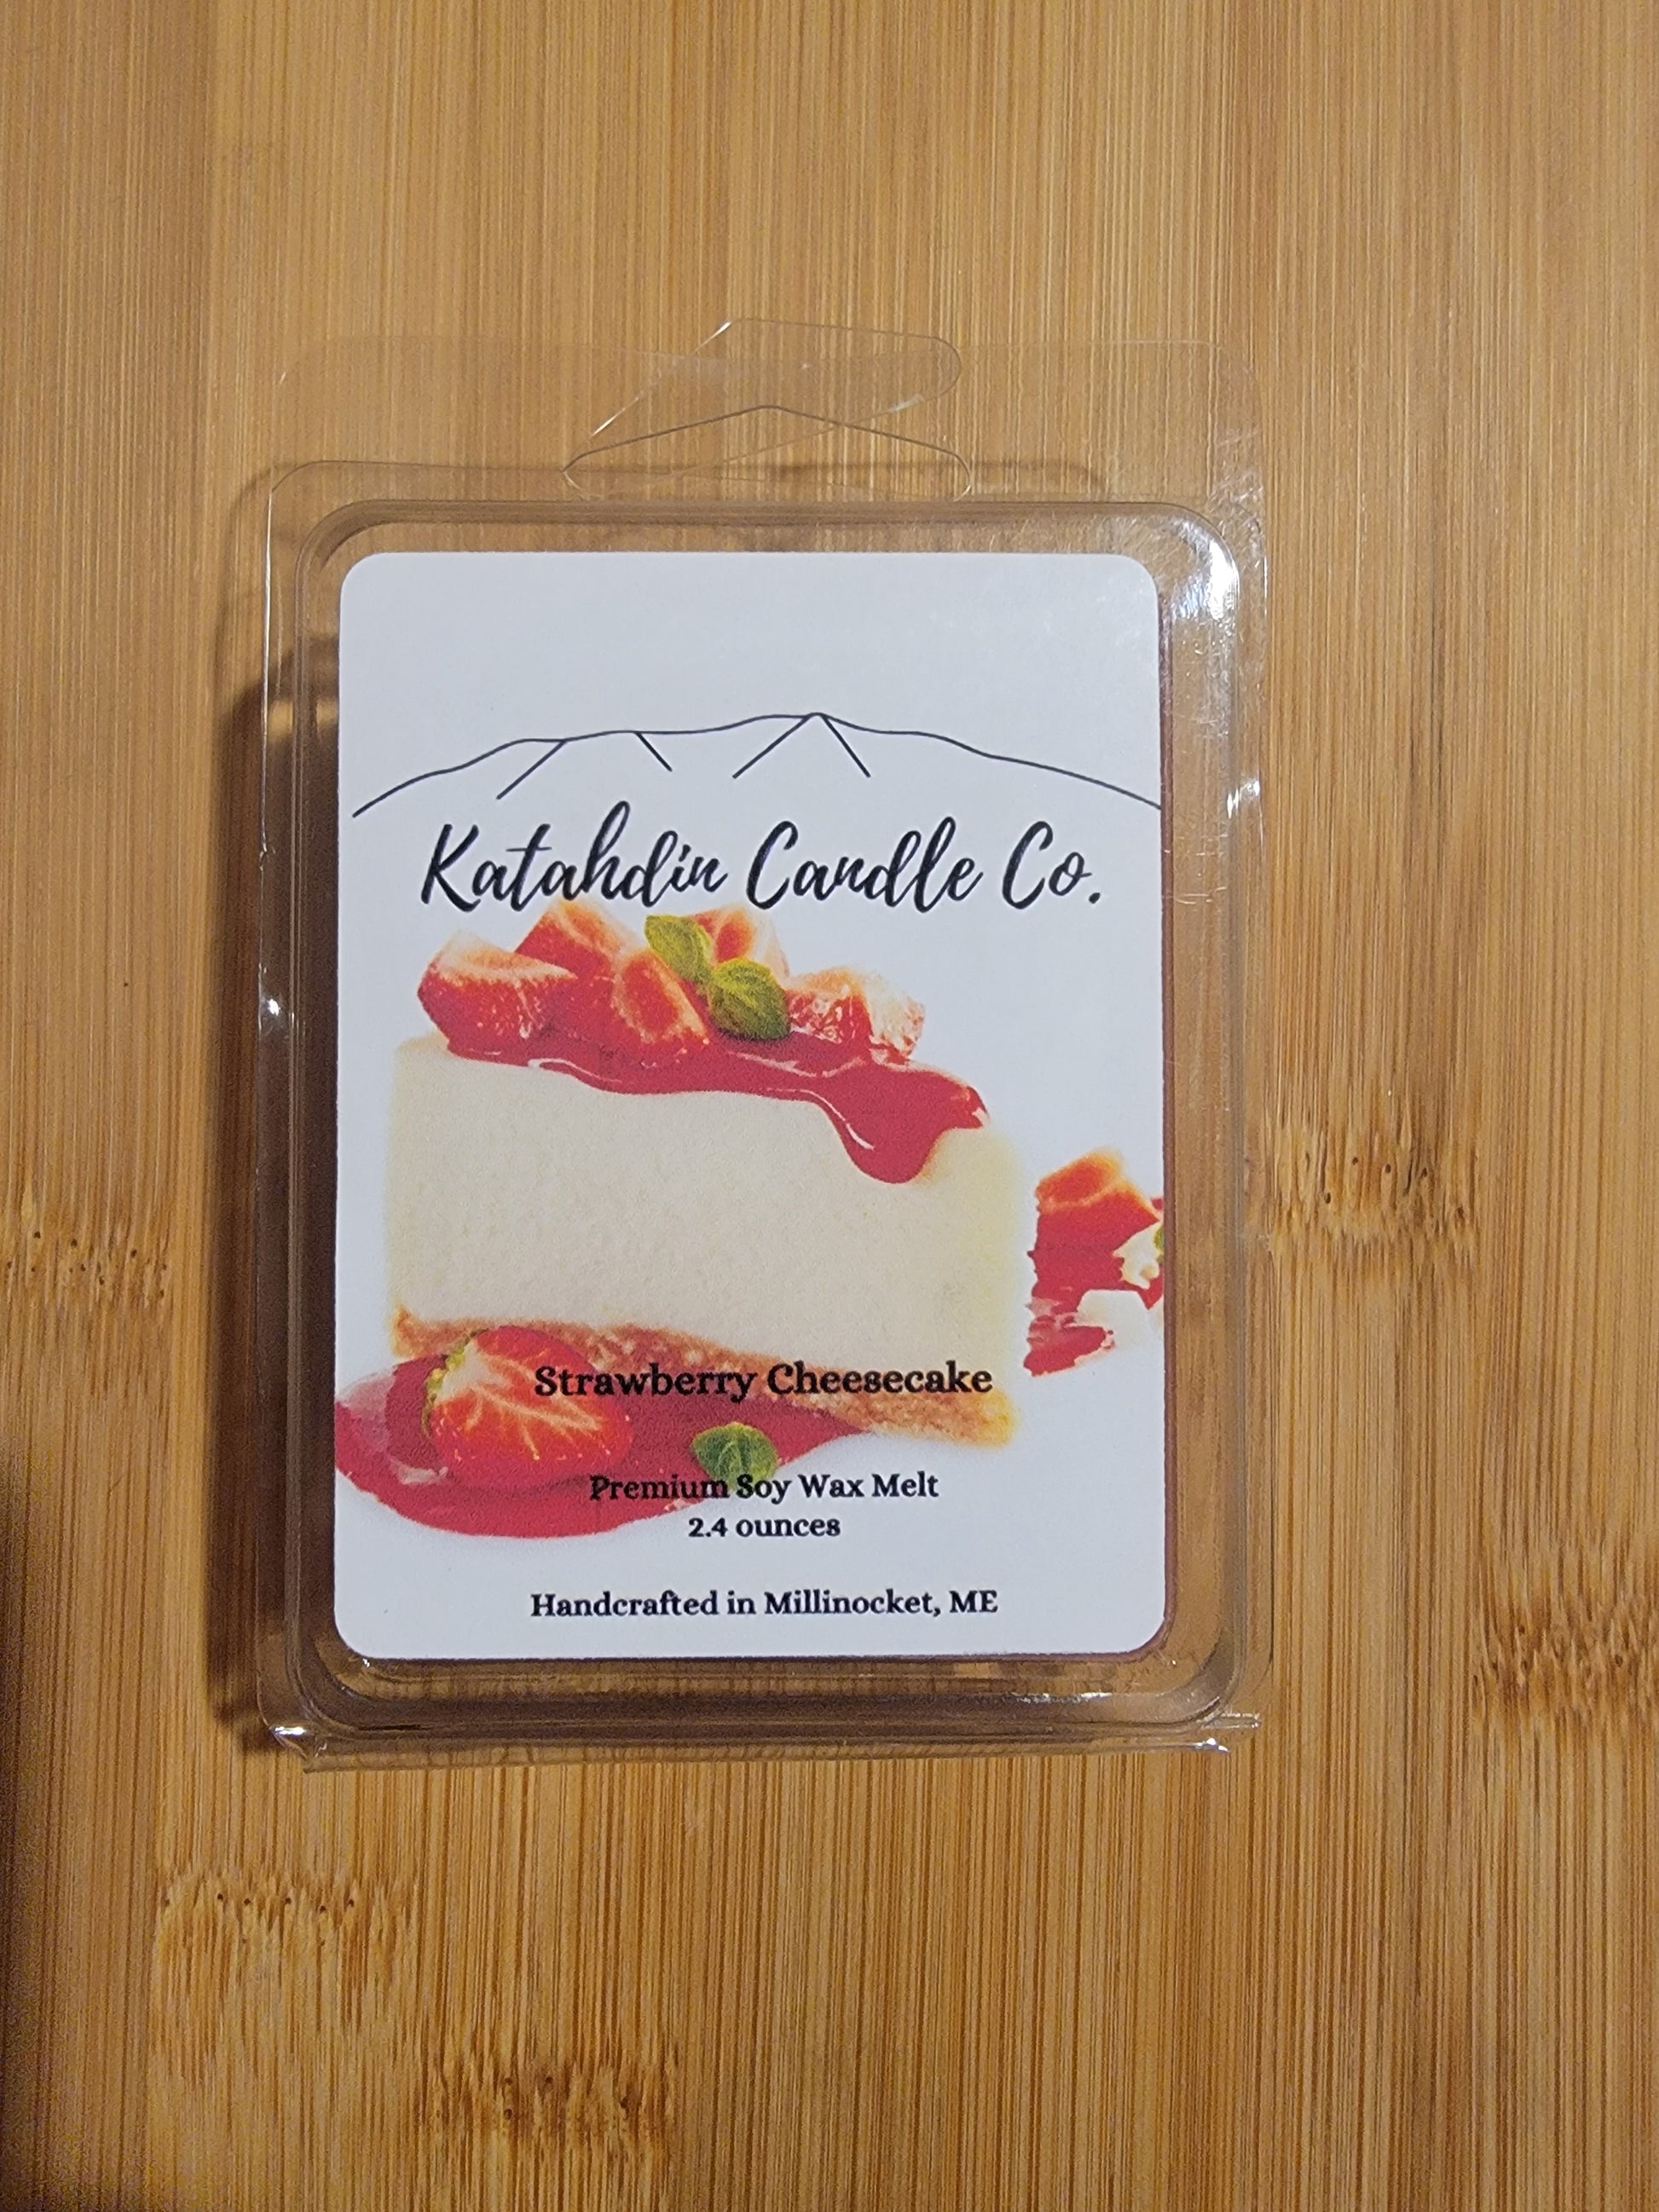 Katahdin Candle Co.
Strawberry Cheesecake
Premium Soy Wax Melt
2.4 ounces
Handcrafted in Millinocket, ME